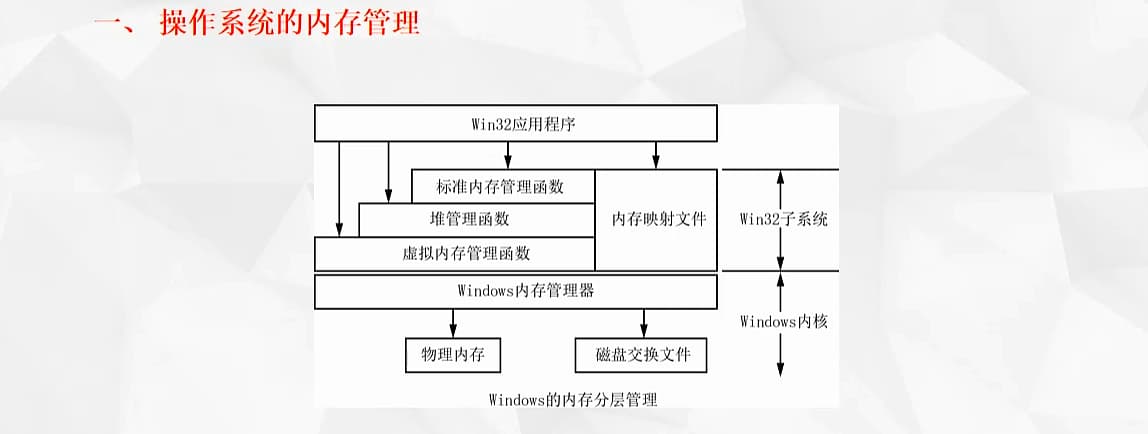 一、 操作系统的内存管理
Win32应用程序
标准内存管理函数
堆管理函数
内存映射文件
Win32子系统
虚拟内存管理函数
Windows内存管理器
Windows内核
物理内存
磁盘交换文件
Windows的内存分层管理